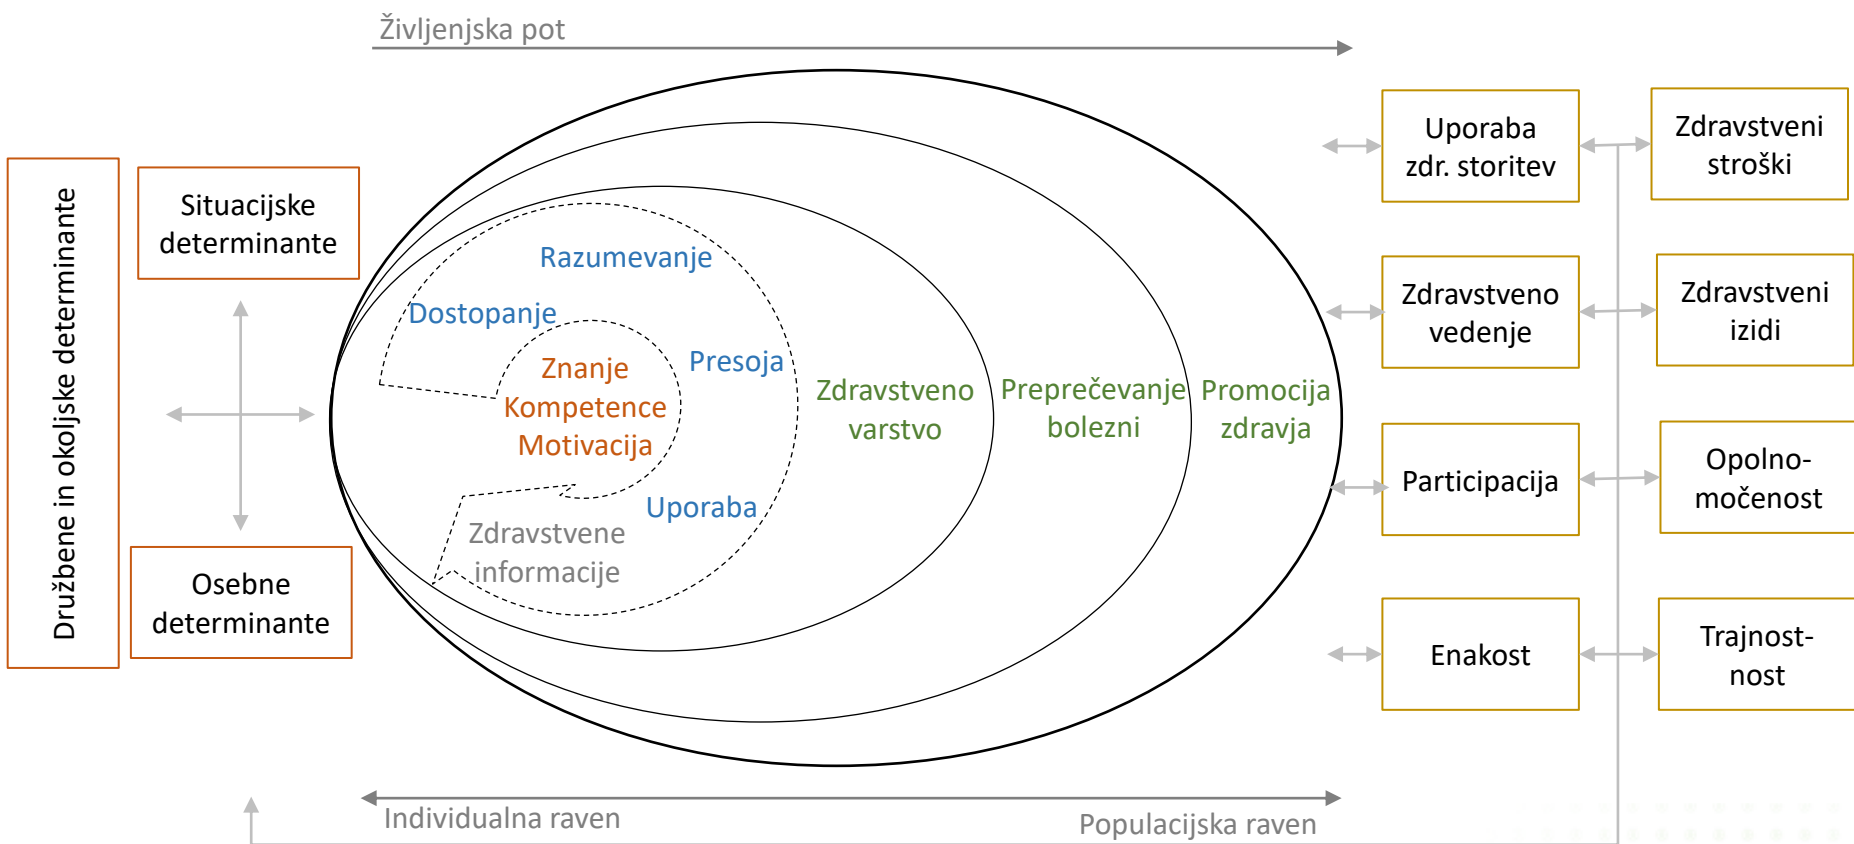 Življenjska pot
Družbene in okoljske determinante
Situacijske
determinante
Osebne
determinante
Razumevanje
Dostopanje
Presoja
Uporaba
Znanje
Kompetence
Motivacija
Zdravstvene
informacije
Zdravstveno
varstvo
Preprečevanje
bolezni
Promocija
zdravja
Uporaba
zdr. storitev
Zdravstveni
stroški
Zdravstveno
vedenje
Zdravstveni
izidi
Participacija
Opolno-
močenost
Enakost
Trajnost-
nost
Individualna raven
Populacijska raven